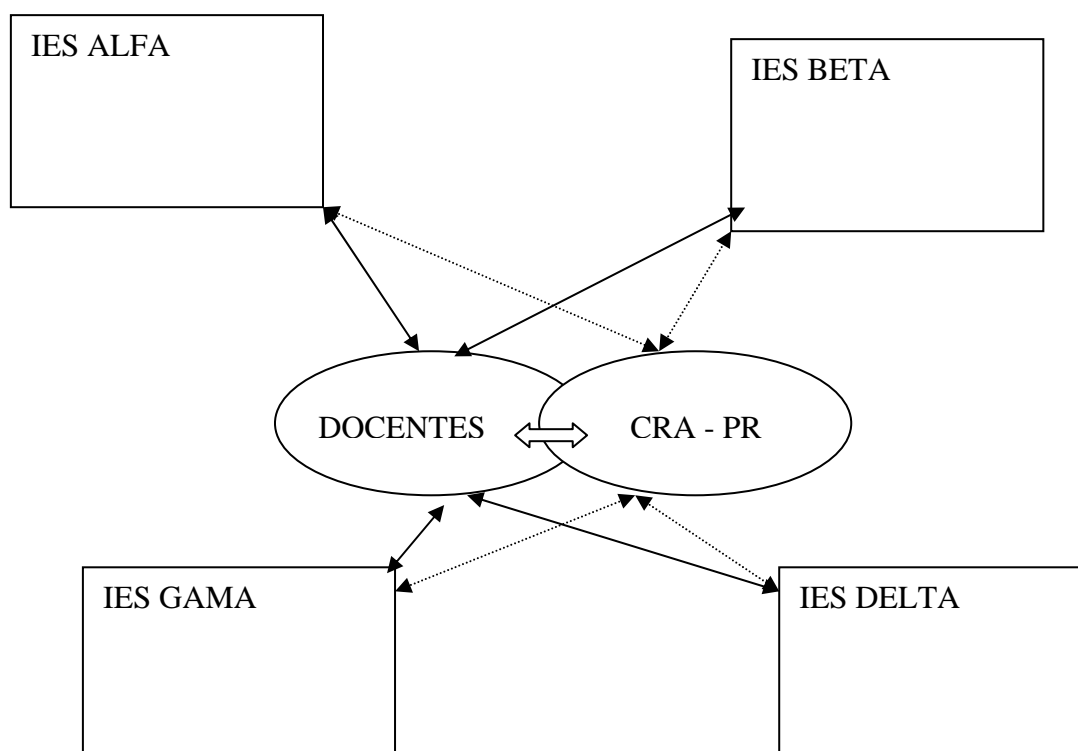 IES ALFA
IES BETA
DOCENTES
CRA - PR
IES GAMA
IES DELTA